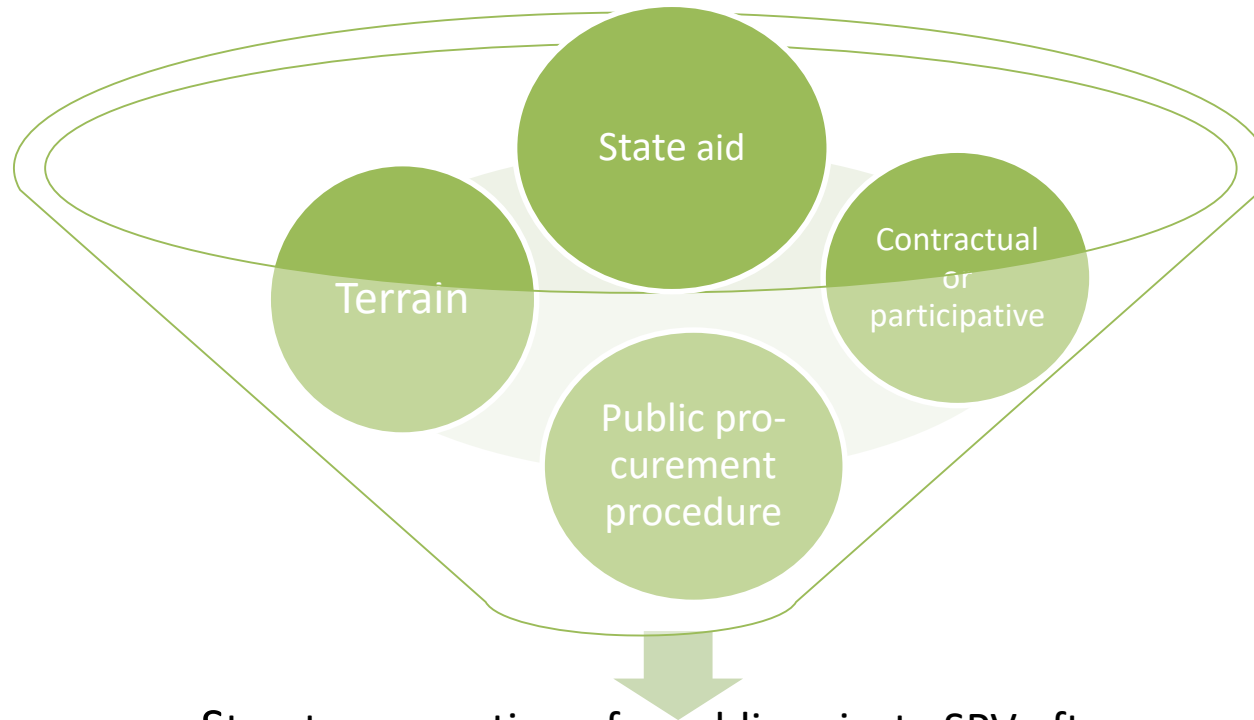 State aid
Contractual
or
participative
Terrain
Public pro-
curement
procedure